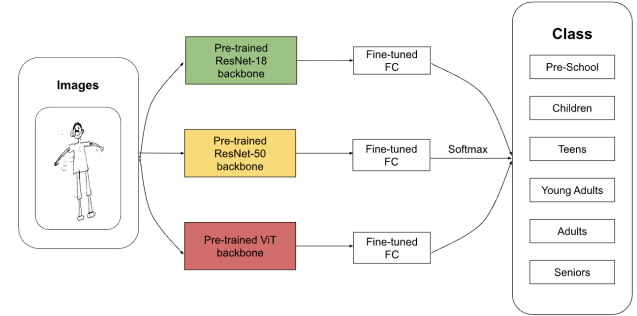 Images
Pre-trained
ResNet-18
backbone
Fine-tuned
FC
Pre-trained
ResNet-50
backbone
Fine-tuned
FC
Softmax
Pre-trained ViT
backbone
Fine-tuned
FC
Class
Pre-School
Children
Teens
Young Adults
Adults
Seniors